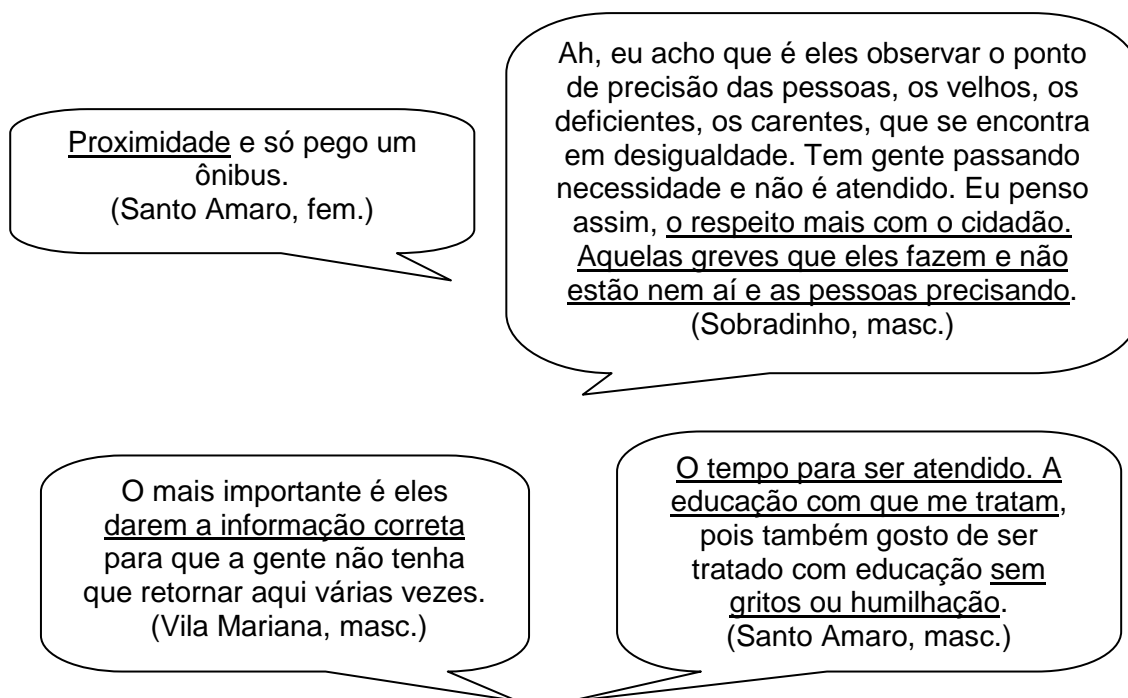 Proximidade e só pego um
ônibus.
(Santo Amaro, fem.)
Ah, eu acho que é eles observar o ponto
de precisão das pessoas, os velhos, os
deficientes, os carentes, que se encontra
em desigualdade. Tem gente passando
necessidade e não é atendido. Eu penso
assim, o respeito mais com o cidadão.
Aquelas greves que eles fazem e não
estão nem aí e as pessoas precisando.
(Sobradinho, masc.)
O mais importante é eles
darem a informação correta
para que a gente não tenha
que retornar aqui várias vezes.
(Vila Mariana, masc.)
O tempo para ser atendido. A
educação com que me tratam,
pois também gosto de ser
tratado com educação sem
gritos ou humilhação.
(Santo Amaro, masc.)